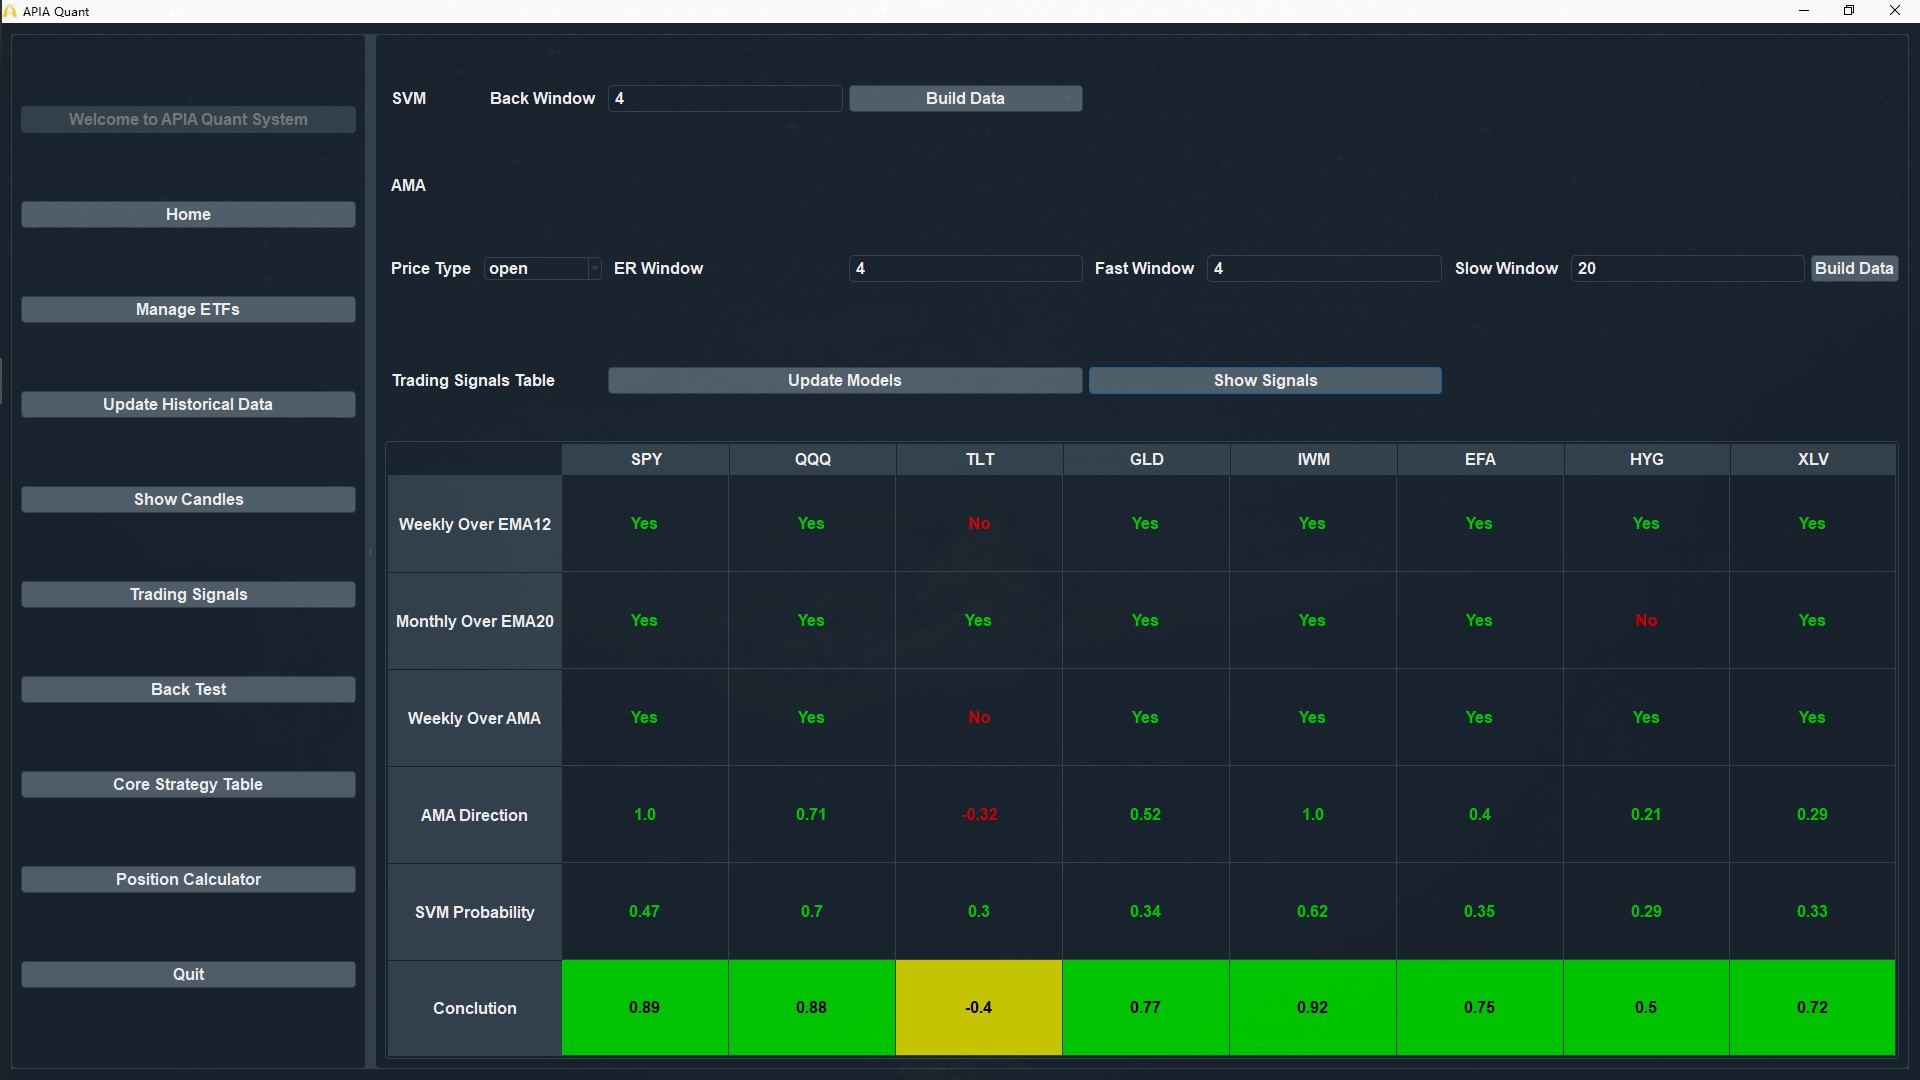 APIA Quant
Welcome to APIA Quant System
Home
Manage ETFs
Update Historical Data
Show Candles
Trading Signals
Back Test
Core Strategy Table
Position Calculator
Quit
SVM Back Window 4 Build Data
AMA
Price Type open ER Window 4 Fast Window 4 Slow Window 20 Build Data
Trading Signals Table Update Models Show Signals
SPY QQQ TLT GLD IWM EFA HYG XLV
Weekly Over EMA12 Yes Yes No Yes Yes Yes Yes Yes
Monthly Over EMA20 Yes Yes Yes Yes Yes Yes No Yes
Weekly Over AMA Yes Yes No Yes Yes Yes Yes Yes
AMA Direction 1.0 0.71 -0.32 0.52 1.0 0.4 0.21 0.29
SVM Probability 0.47 0.7 0.3 0.34 0.62 0.35 0.29 0.33
Conclution 0.89 0.88 -0.4 0.77 0.92 0.75 0.5 0.72